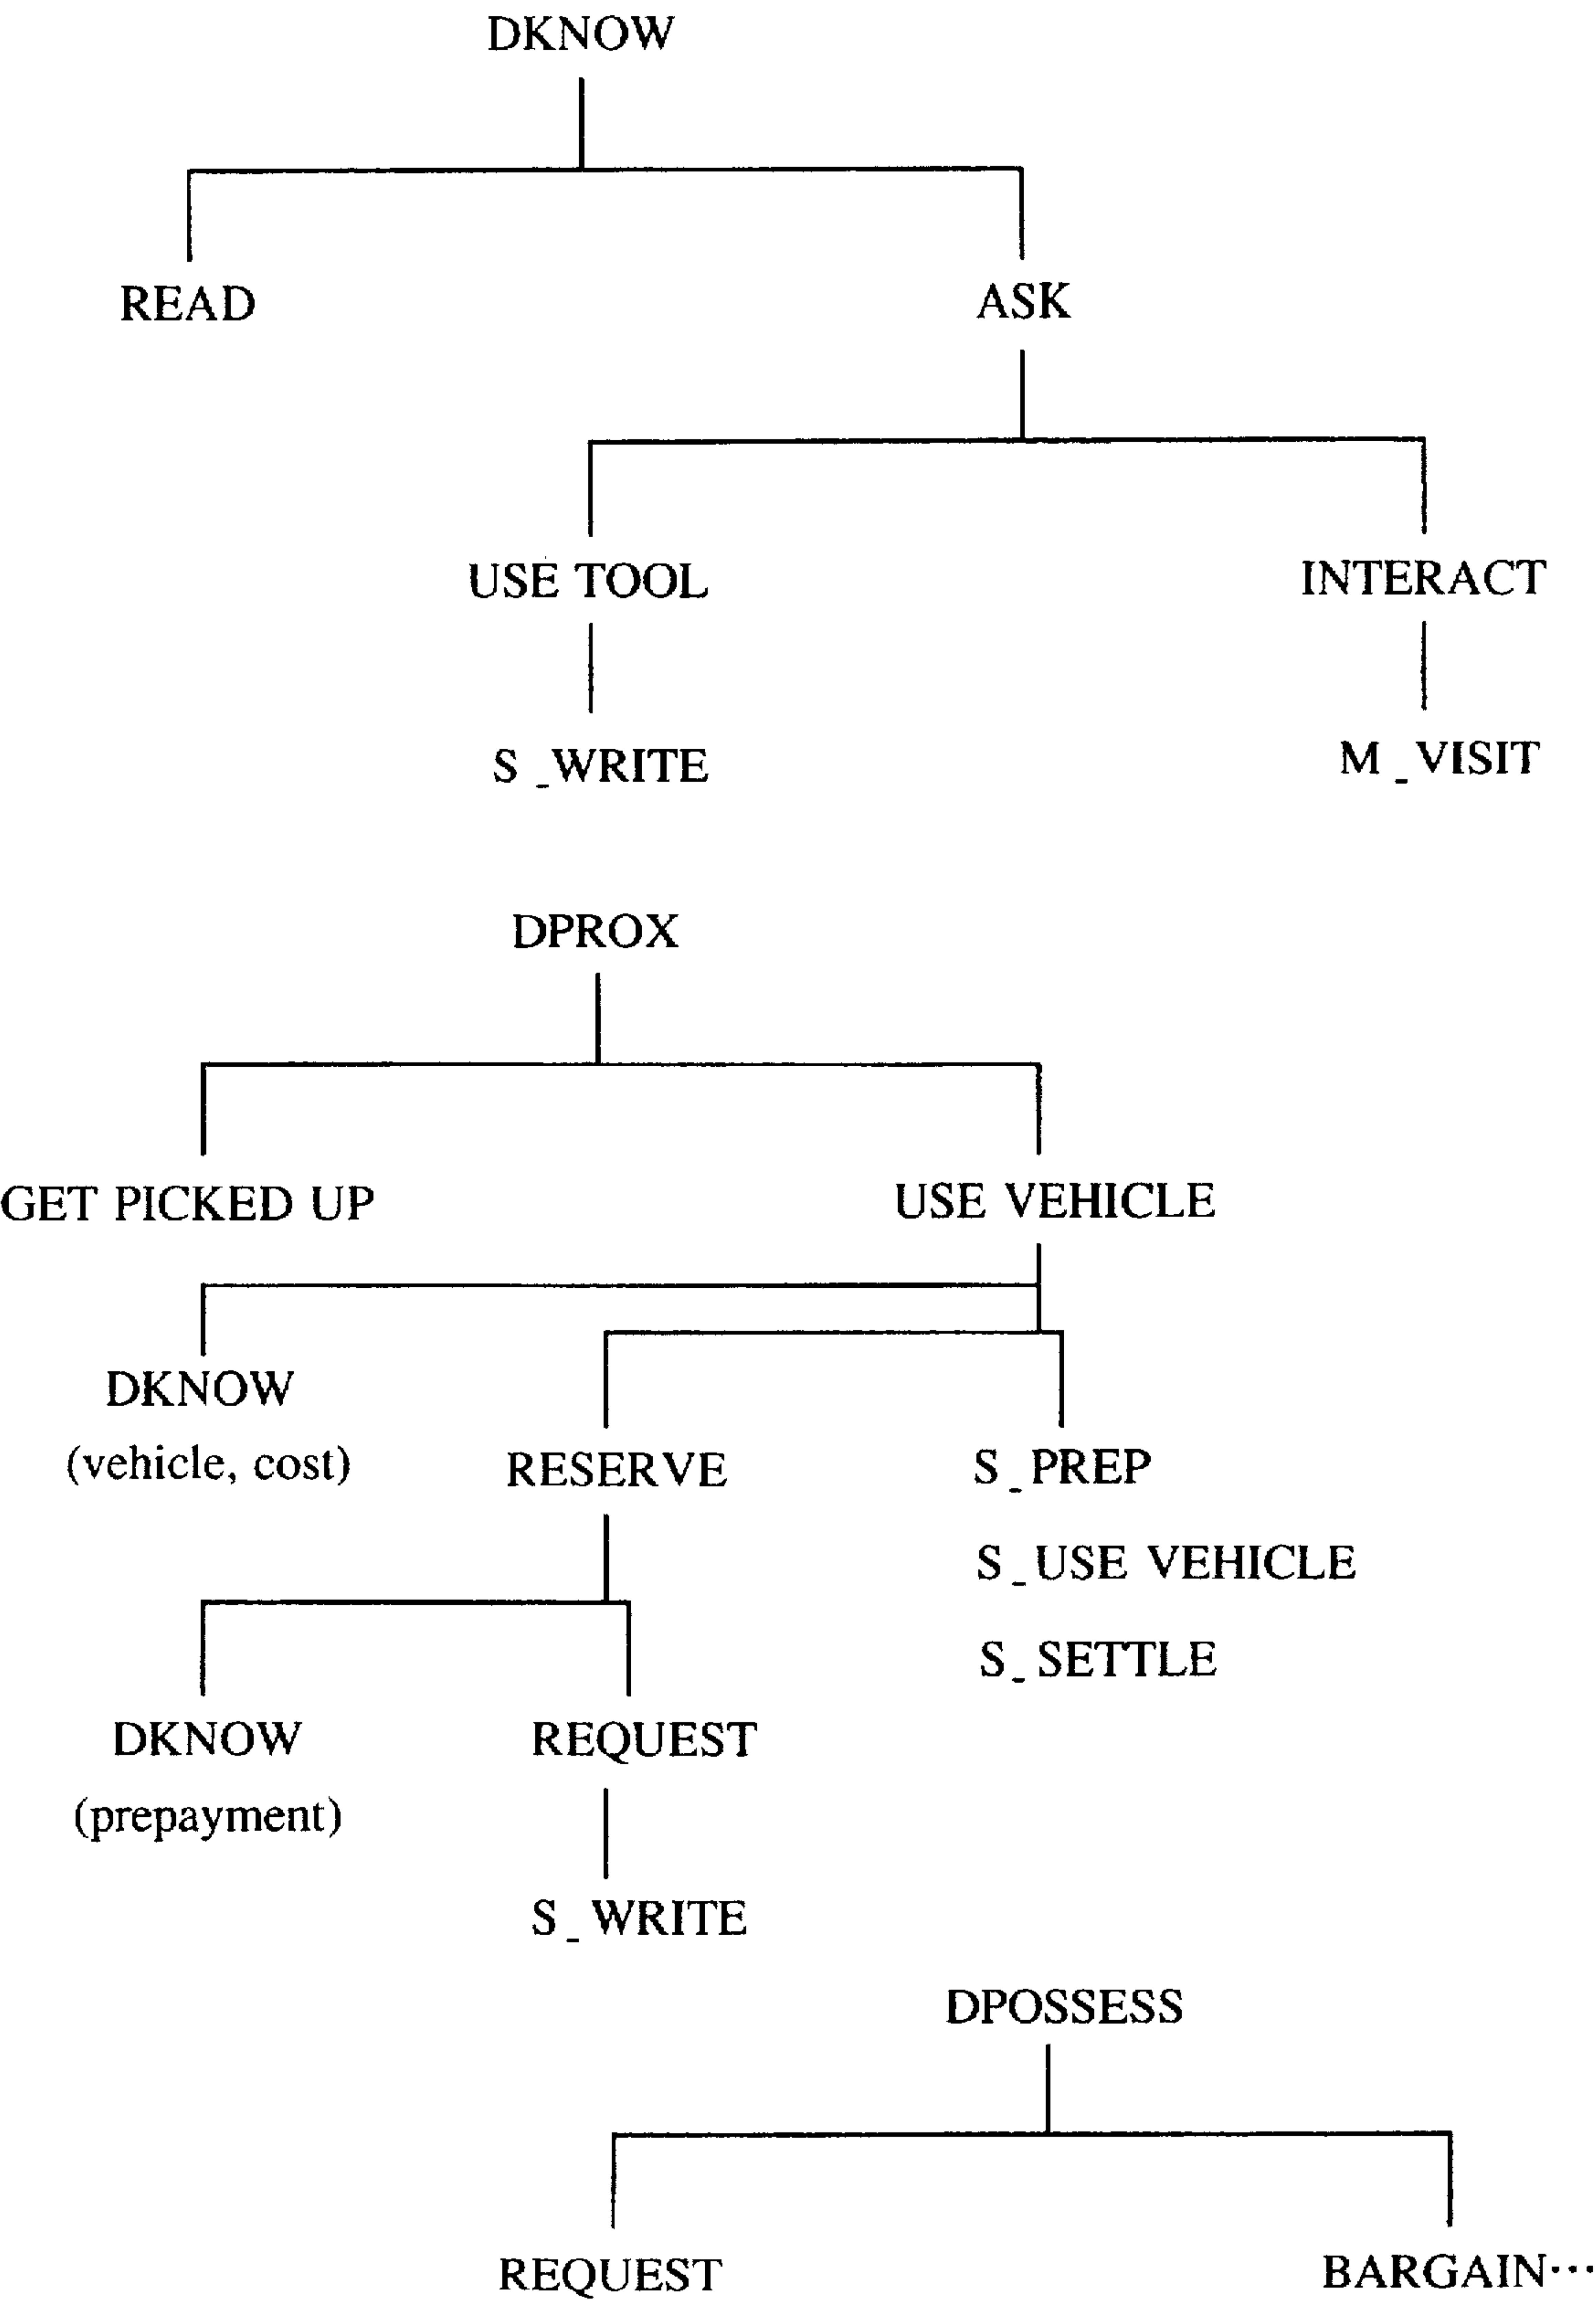 DKNOW
READ
ASK
USE TOOL
INTERACT
S_WRITE
M_VISIT
DPROX
GET PICKED UP
USE VEHICLE
DKNOW
(vehicle, cost)
RESERVE
S_PREP
S_USE VEHICLE
S_SETTLE
DKNOW
(prepayment)
REQUEST
S_WRITE
DPOSSESS
REQUEST
BARGAIN···